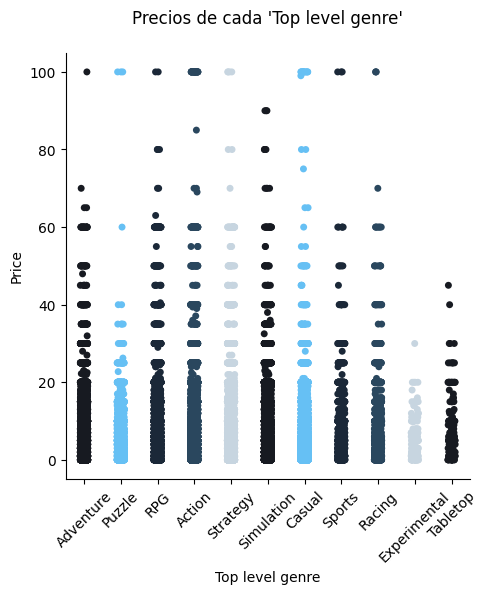 Precios de cada 'Top level genre'
100
80
60
40
20
0
Price
Adventure
Puzzle
RPG
Action
Strategy
Simulation
Casual
Sports
Racing
Experimental
Tabletop
Top level genre